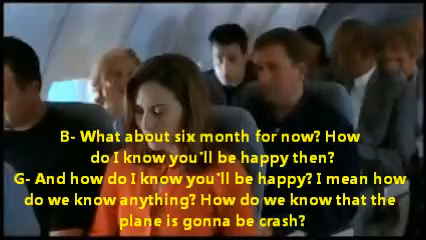 B- What about six month for now? How
do I know you'll be happy then?
G- And how do I know you'll be happy? I mean how
do we know anything? How do we know that the
plane is gonna be crash?